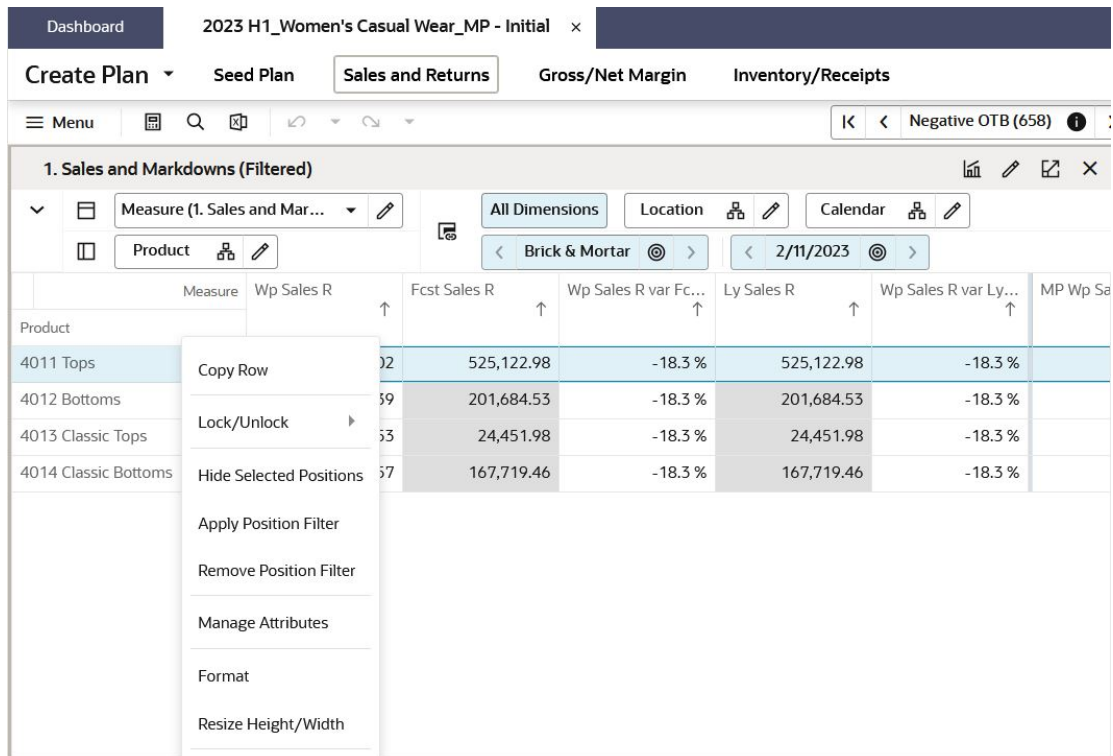 Dashboard 2023 H1_Women's Casual Wear_MP - Initial ×
Create Plan Seed Plan Sales and Returns Gross/Net Margin Inventory/Receipts
Menu Negative OTB (658)
1. Sales and Markdowns (Filtered)
Measure (1. Sales and Mar... All Dimensions Location Calendar
Product Brick & Mortar 2/11/2023
Measure Wp Sales R Fcst Sales R Wp Sales R var Fc... Ly Sales R Wp Sales R var Ly... MP Wp Sa
Product
4011 Tops 02 525,122.98 -18.3 % 525,122.98 -18.3 %
4012 Bottoms 39 201,684.53 -18.3 % 201,684.53 -18.3 %
4013 Classic Tops 53 24,451.98 -18.3 % 24,451.98 -18.3 %
4014 Classic Bottoms 57 167,719.46 -18.3 % 167,719.46 -18.3 %
Copy Row
Lock/Unlock
Hide Selected Positions
Apply Position Filter
Remove Position Filter
Manage Attributes
Format
Resize Height/Width